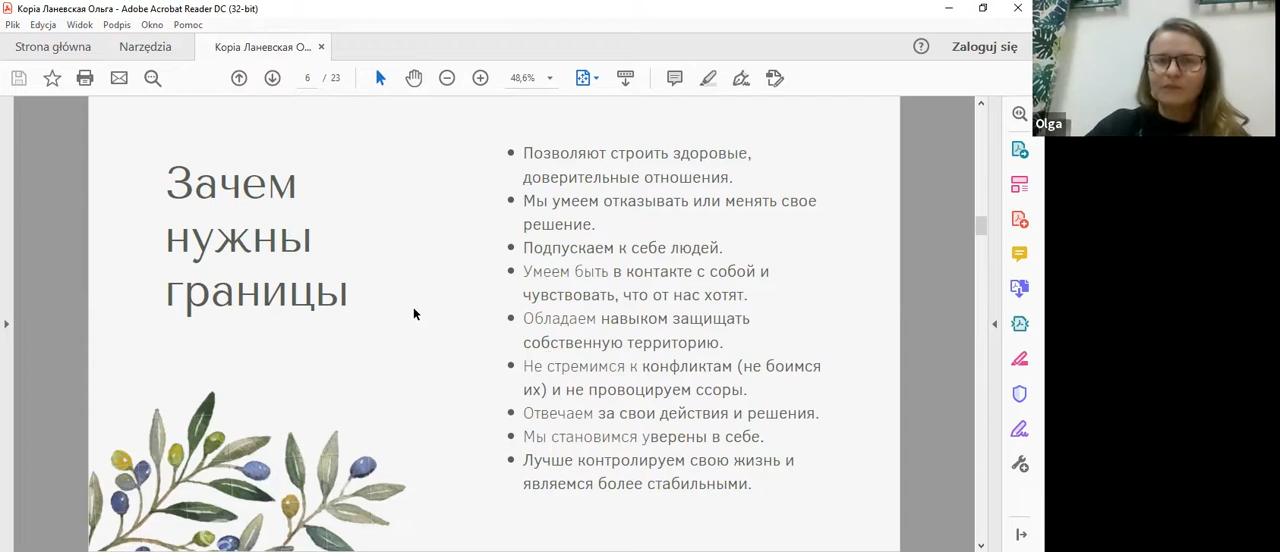 Kopia Ланевская Ольга - Adobe Acrobat Reader DC (32-bit)
Plik Edycja Widok Podpis Okno Pomoc
Strona główna Narzędzia Kopia Ланевская О... × Zaloguj się
6 / 23 48,6%
Olga
Зачем
нужны
границы
• Позволяют строить здоровые,
доверительные отношения.
• Мы умеем отказывать или менять свое
решение.
• Подпускаем к себе людей.
• Умеем быть в контакте с собой и
чувствовать, что от нас хотят.
• Обладаем навыком защищать
собственную территорию.
• Не стремимся к конфликтам (не боимся
их) и не провоцируем ссоры.
• Отвечаем за свои действия и решения.
• Мы становимся уверены в себе.
• Лучше контролируем свою жизнь и
являемся более стабильными.